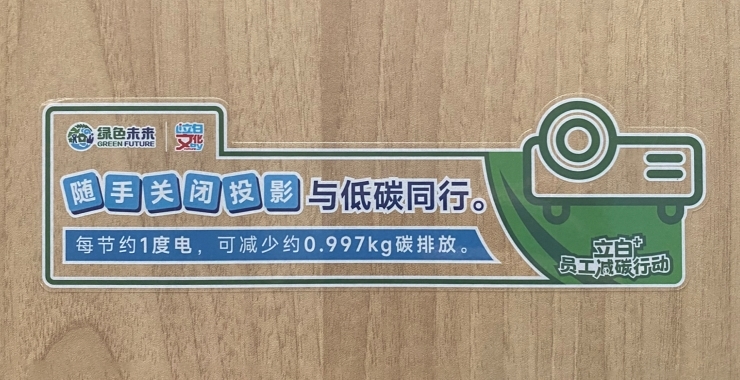 绿色未来
GREEN FUTURE
立白
文化
随手关闭投影与低碳同行。
每节约1度电，可减少约0.997kg碳排放。
立白+
员工减碳行动